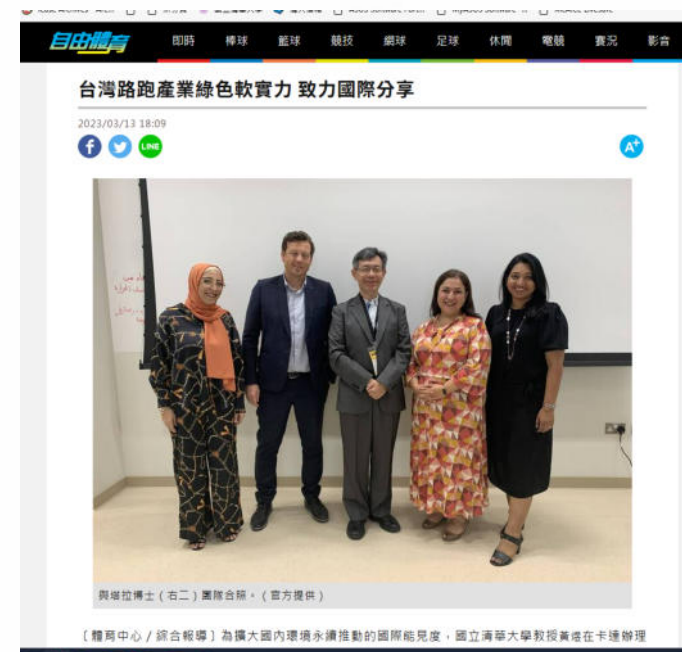 自由體育
即時 棒球 籃球 競技 網球 足球 休閒 電競 賽況 影音
台灣路跑產業綠色軟實力 致力國際分享
2023/03/13 18:09
LINE
A+
與塔拉博士（右二）團隊合照。（官方提供）
〔體育中心／綜合報導〕為擴大國內環境永續推動的國際能見度，國立清華大學教授黃煜在卡達辦理